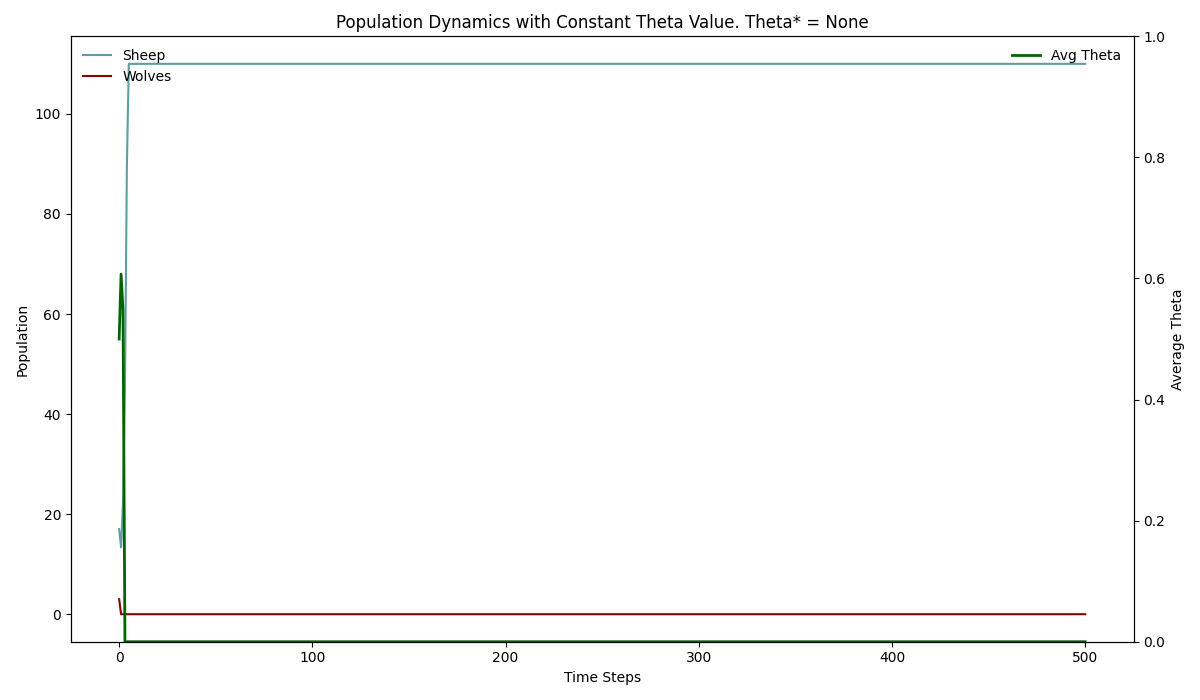 Population Dynamics with Constant Theta Value. Theta* = None
Sheep
Wolves
Avg Theta
100
80
60
40
20
0
Population
1.0
0.8
0.6
0.4
0.2
0.0
Average Theta
0
100
200
300
400
500
Time Steps